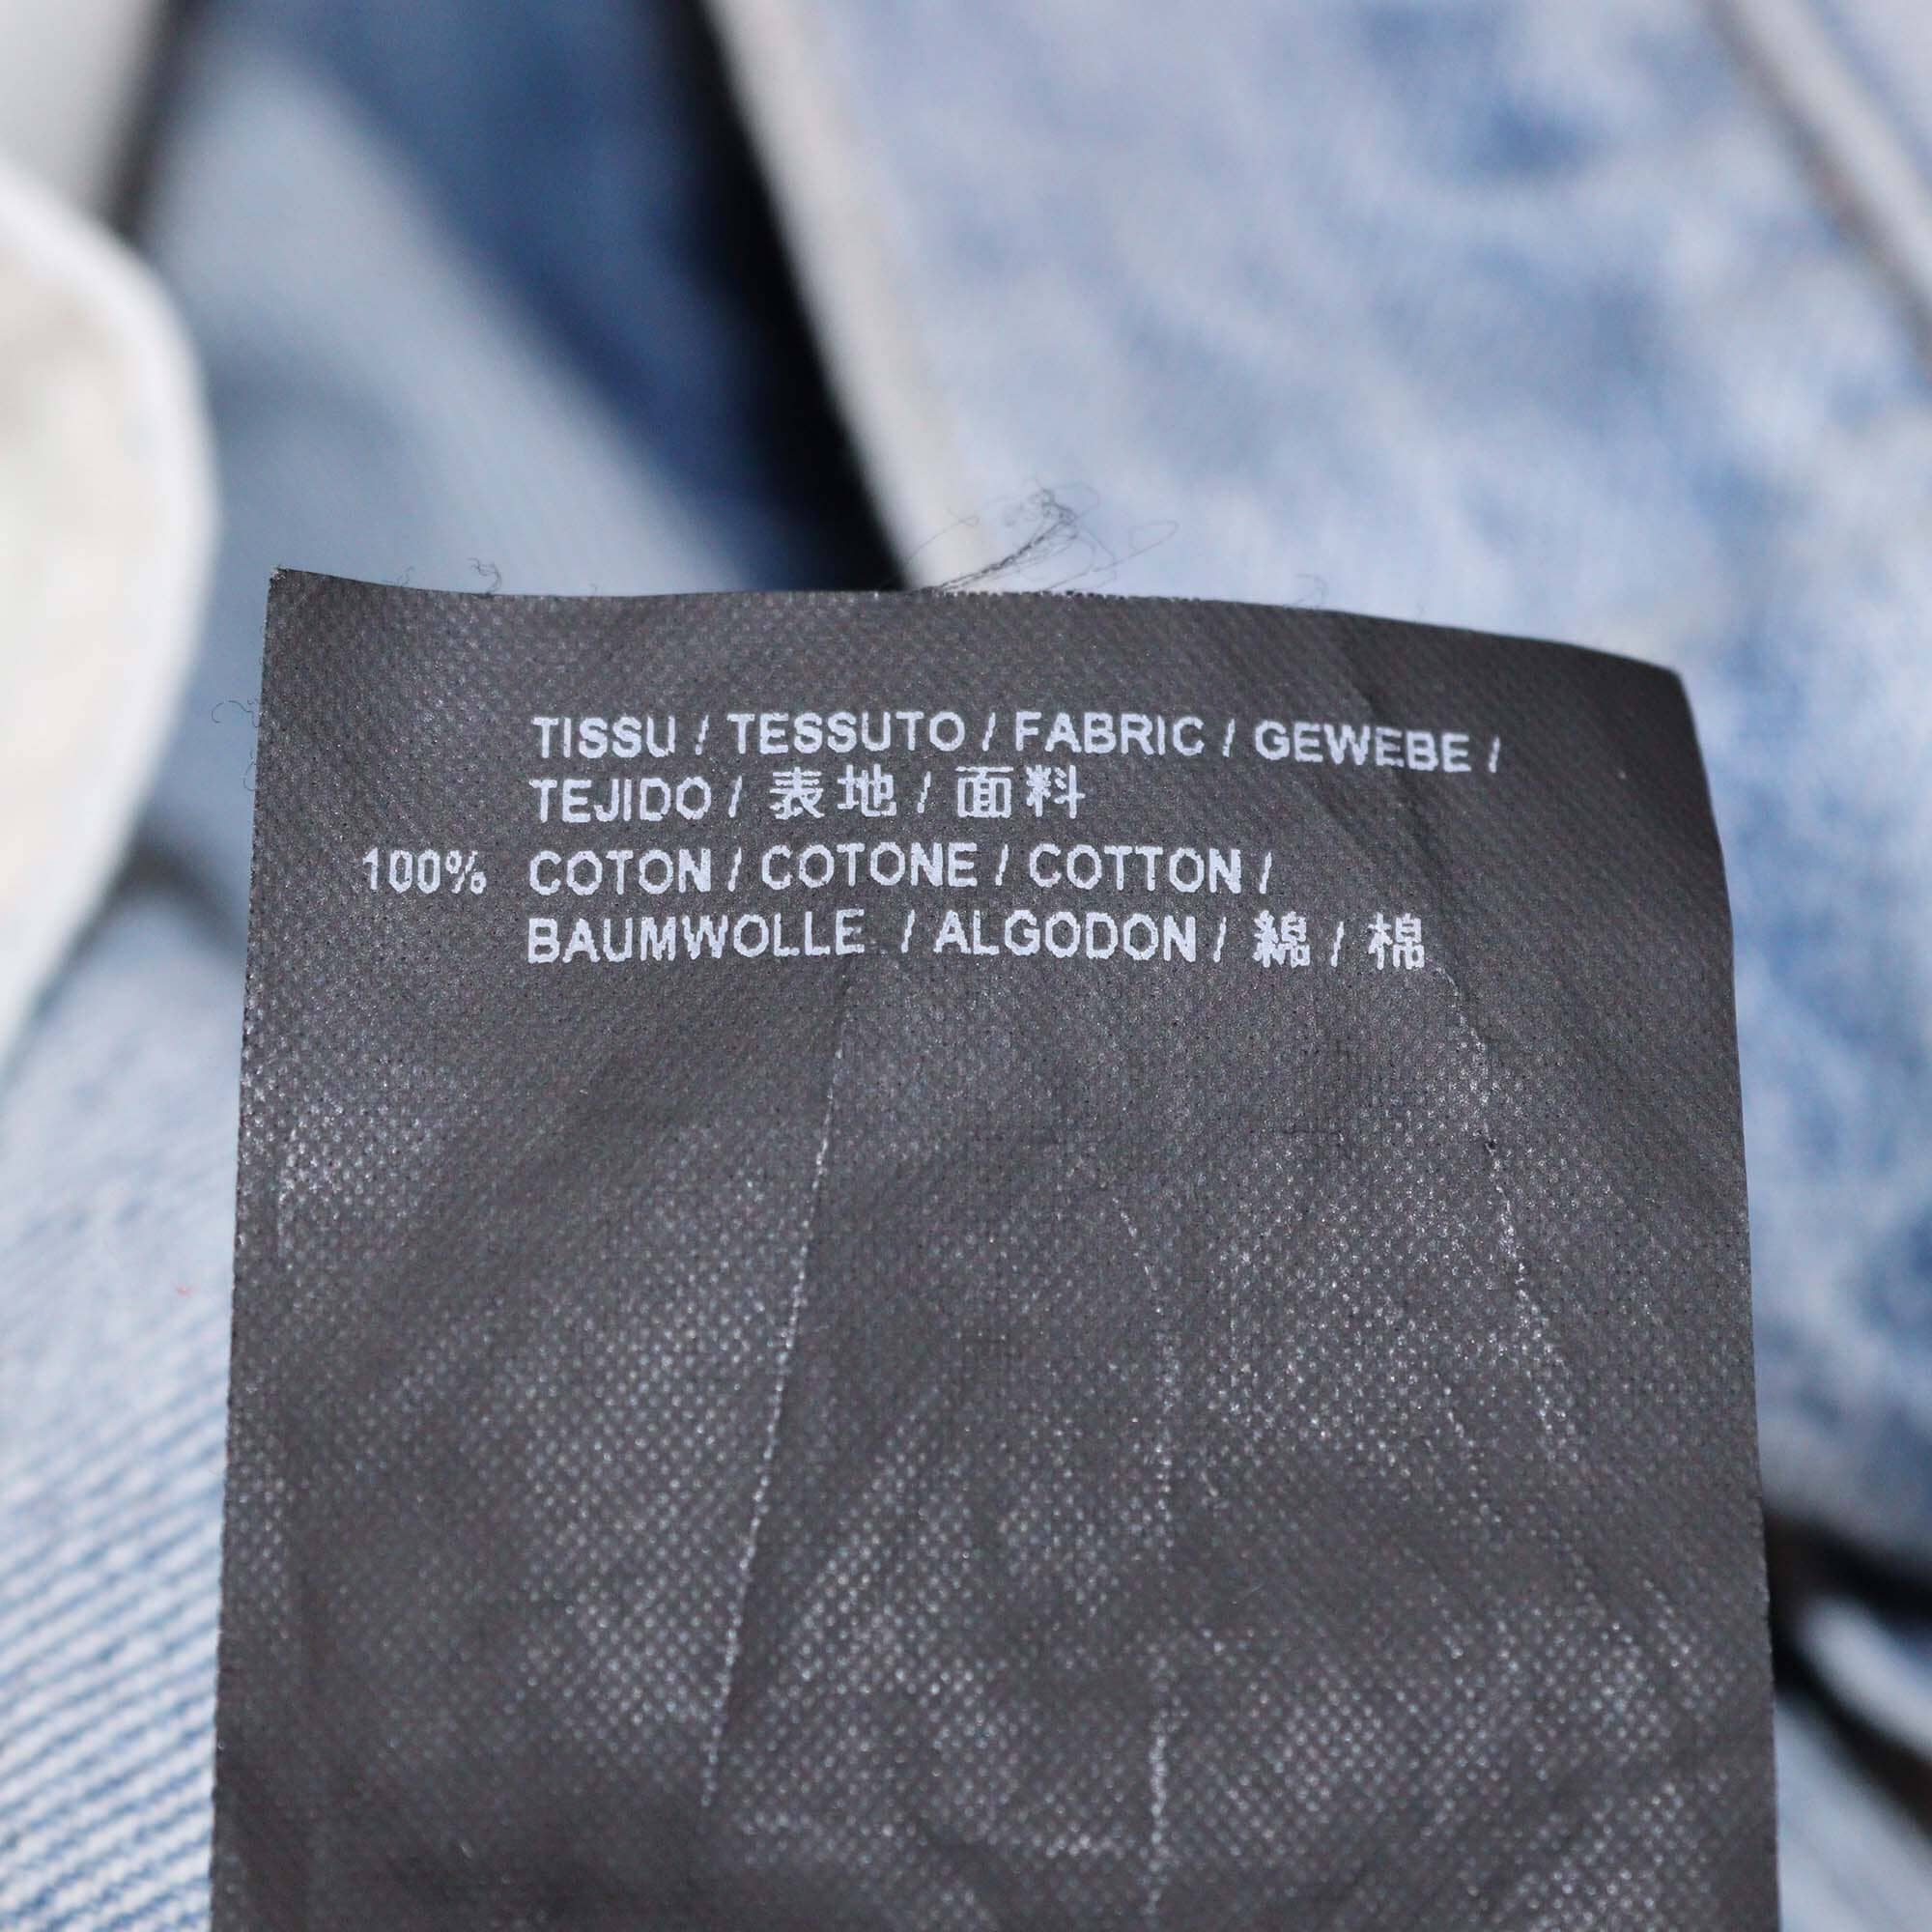 TISSU / TESSUTO / FABRIC / GEWEBE /
TEJIDO / 表地 / 面料
100% COTON / COTONE / COTTON /
BAUMWOLLE / ALGODON / 綿 / 棉